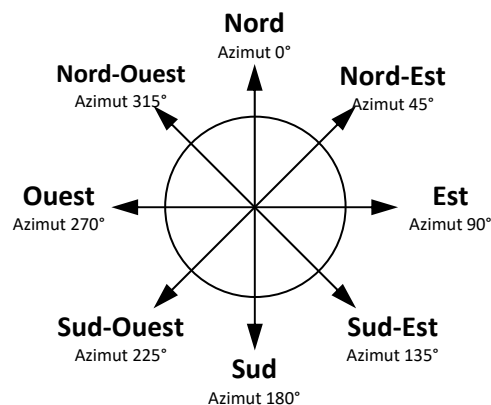 Nord
Azimut 0°
Nord-Ouest
Azimut 315°
Nord-Est
Azimut 45°
Ouest
Azimut 270°
Est
Azimut 90°
Sud-Ouest
Azimut 225°
Sud-Est
Azimut 135°
Sud
Azimut 180°